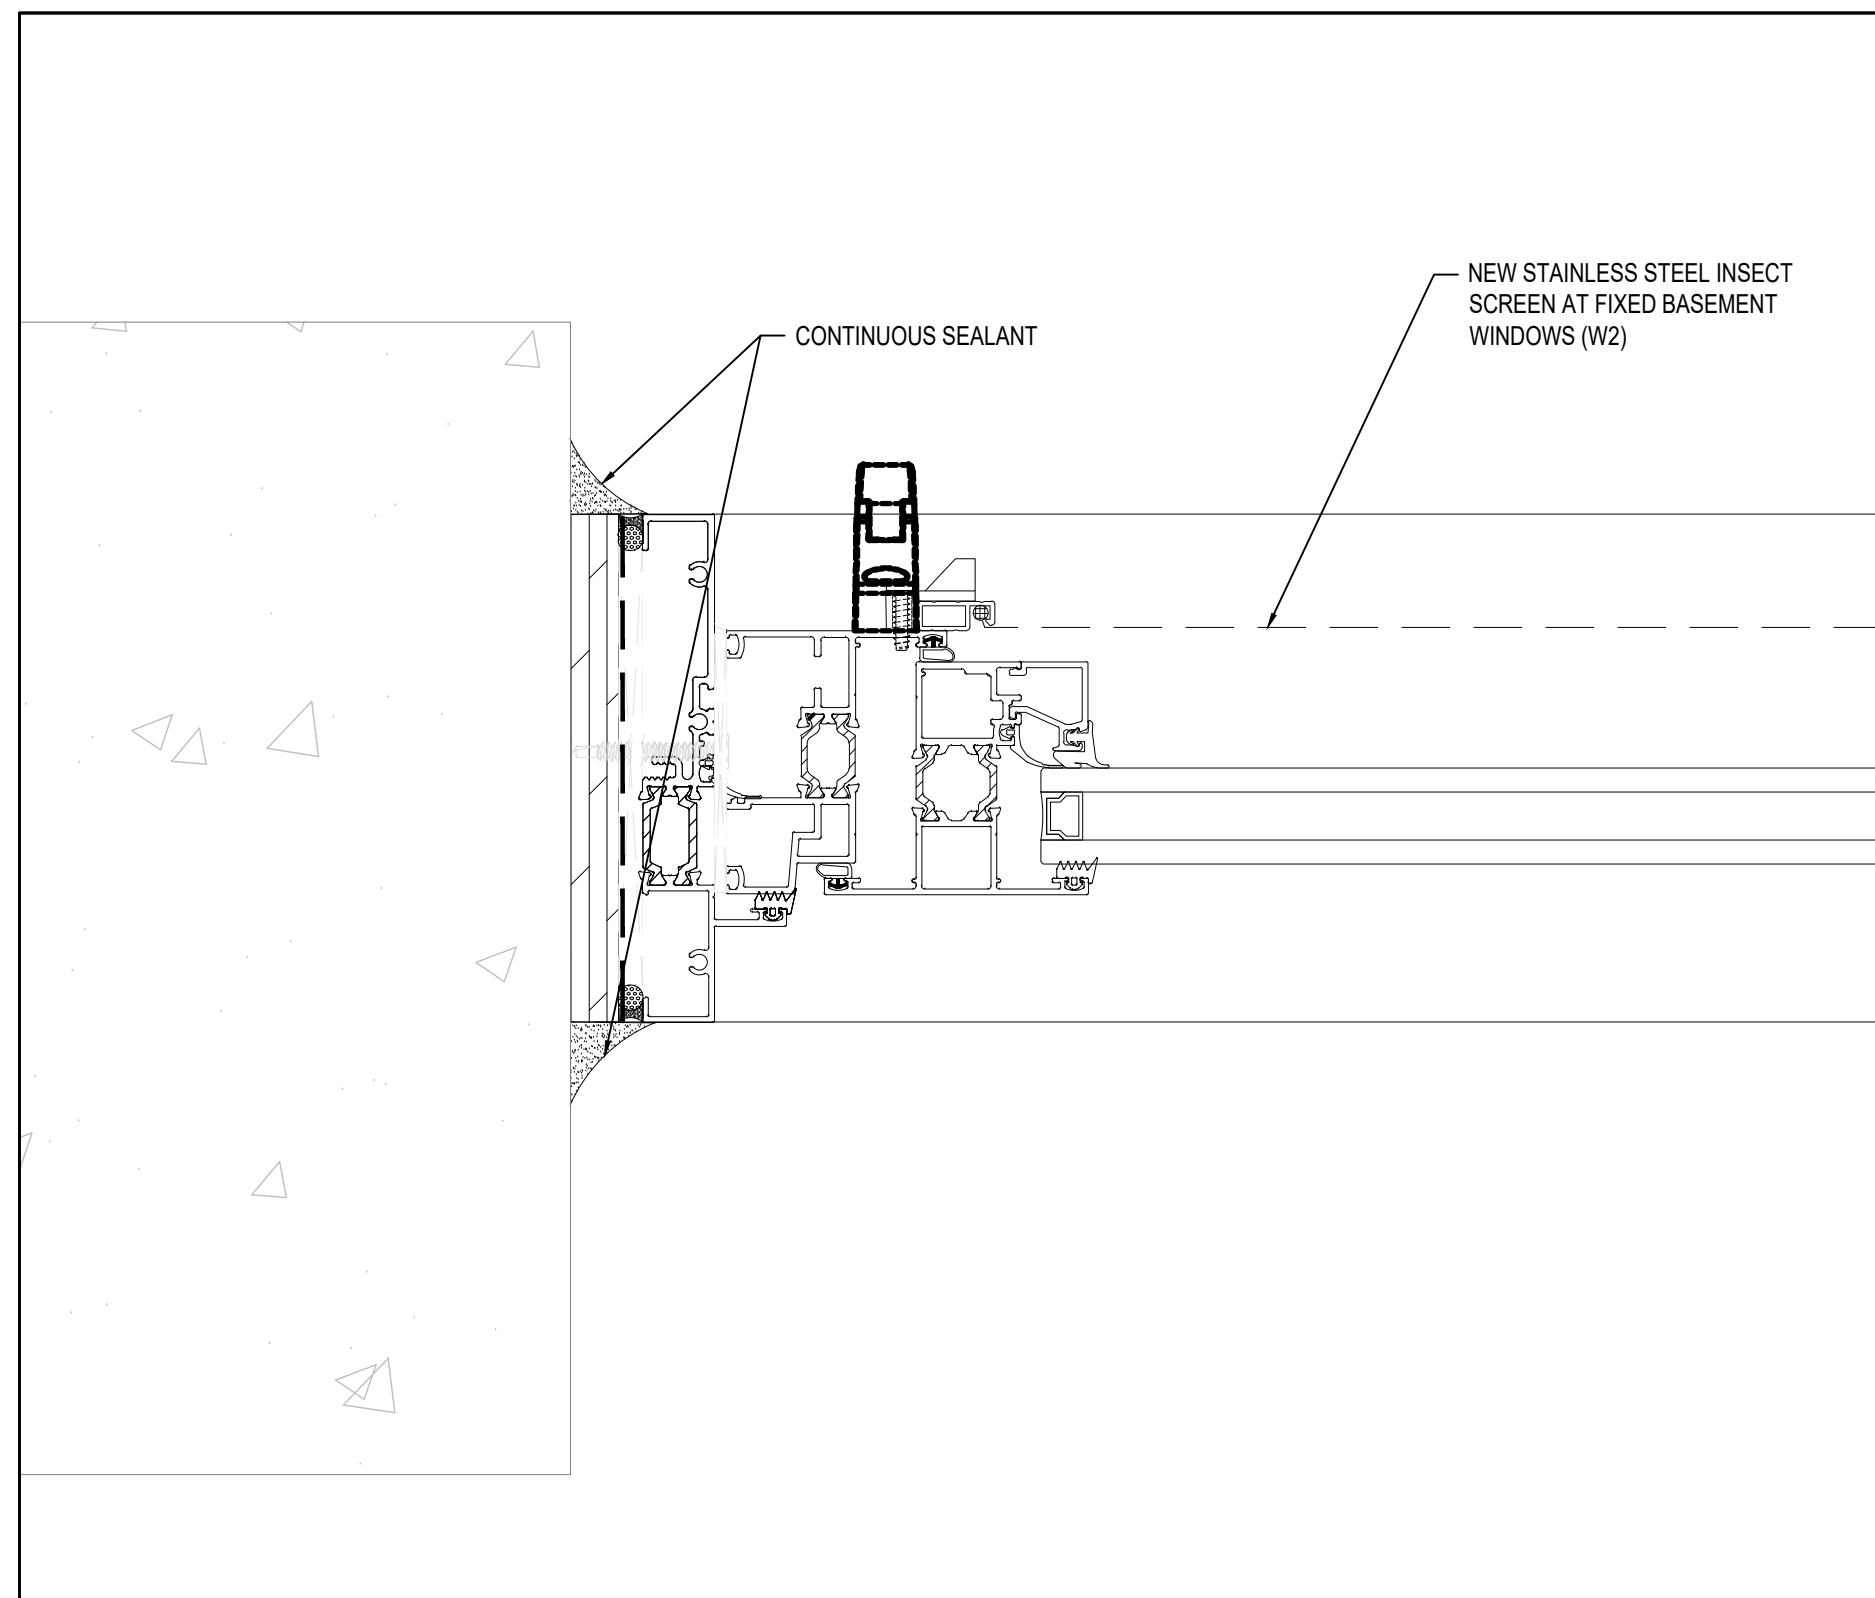 NEW STAINLESS STEEL INSECT
SCREEN AT FIXED BASEMENT
WINDOWS (W2)
CONTINUOUS SEALANT